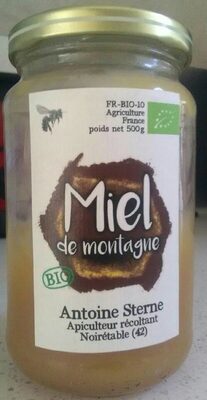 FR-BIO-10
Agriculture
France
poids net 500g
Miel
de montagne
BIO
Antoine Sterne
Apiculteur récoltant
Noirétable (42)